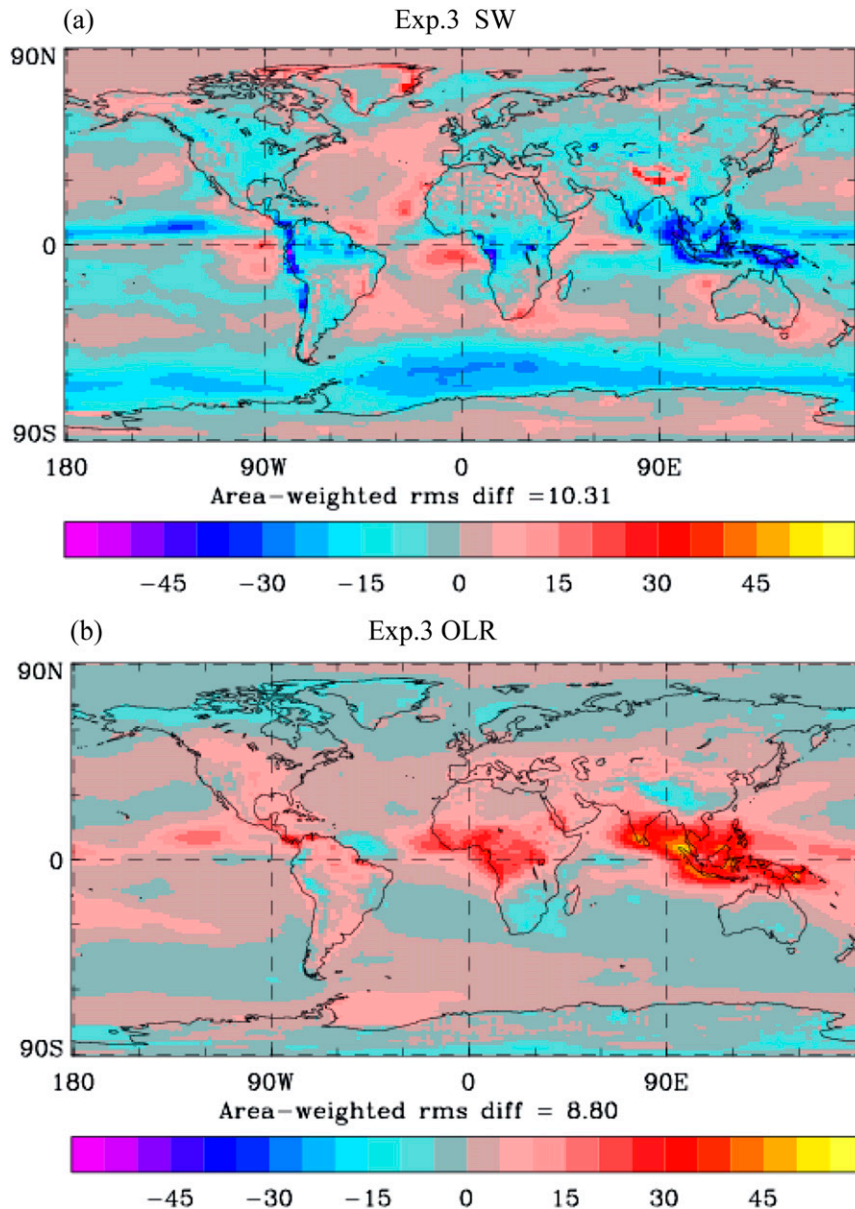 (a) Exp.3 SW
90N
0
90S
180 90W 0 90E
Area-weighted rms diff =10.31
-45 -30 -15 0 15 30 45
(b) Exp.3 OLR
90N
0
90S
180 90W 0 90E
Area-weighted rms diff = 8.80
-45 -30 -15 0 15 30 45